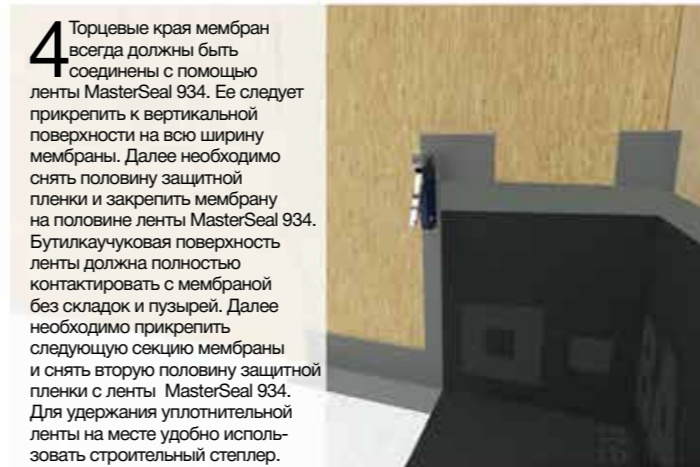 4 Торцевые края мембран
всегда должны быть
соединены с помощью
ленты MasterSeal 934. Ее следует
прикрепить к вертикальной
поверхности на всю ширину
мембраны. Далее необходимо
снять половину защитной
пленки и закрепить мембрану
на половине ленты MasterSeal 934.
Бутилкаучуковая поверхность
ленты должна полностью
контактировать с мембраной
без складок и пузырей. Далее
необходимо прикрепить
следующую секцию мембраны
и снять вторую половину защитной
пленки с ленты MasterSeal 934.
Для удержания уплотнительной
ленты на месте удобно исполь-
зовать строительный степлер.